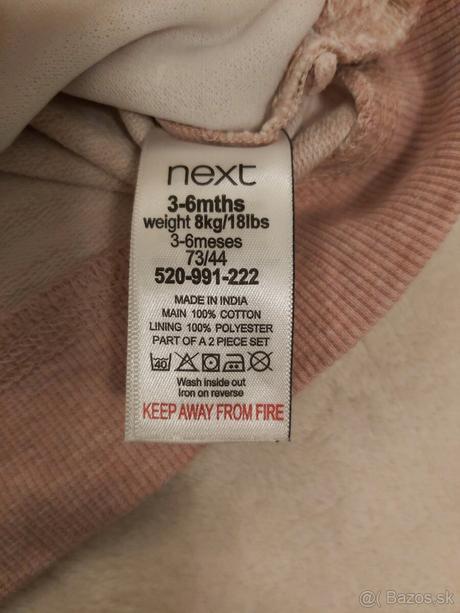 next
3-6mths
weight 8kg/18lbs
3-6meses
73/44
520-991-222
MADE IN INDIA
MAIN 100% COTTON
LINING 100% POLYESTER
PART OF A 2 PIECE SET
40
Wash inside out
Iron on reverse
KEEP AWAY FROM FIRE
@( Bazos.sk